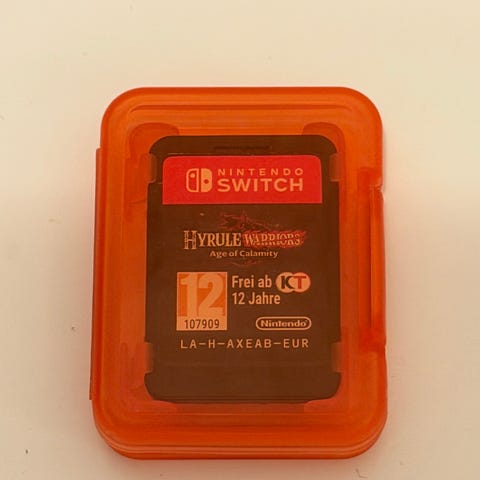 NINTENDO
SWITCH
HYRULE WARRIORS
Age of Calamity
12
107909
Frei ab
12 Jahre
KT
Nintendo
LA-H-AXEAB-EUR